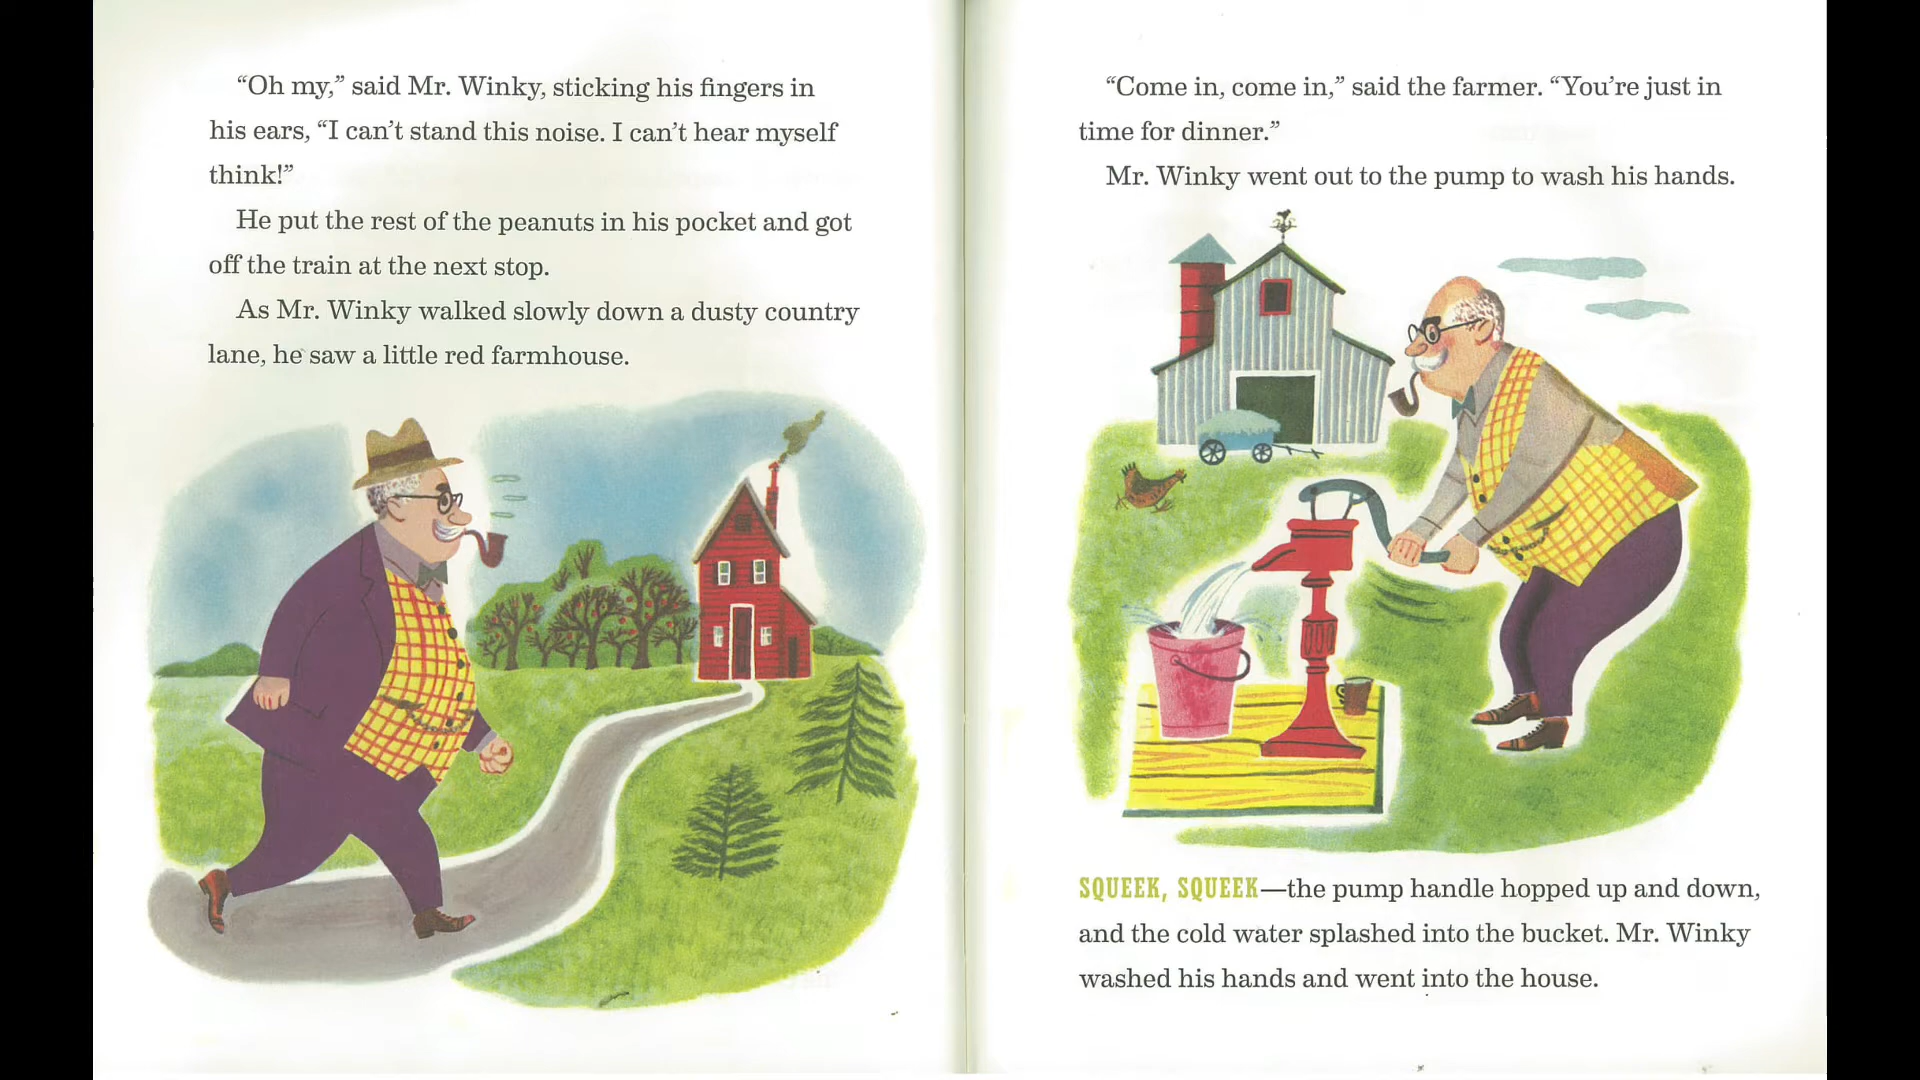 “Oh my,” said Mr. Winky, sticking his fingers in
his ears, “I can’t stand this noise. I can’t hear myself
think!”
He put the rest of the peanuts in his pocket and got
off the train at the next stop.
As Mr. Winky walked slowly down a dusty country
lane, he saw a little red farmhouse.
“Come in, come in,” said the farmer. “You’re just in
time for dinner.”
Mr. Winky went out to the pump to wash his hands.
SQUEEK, SQUEEK—the pump handle hopped up and down,
and the cold water splashed into the bucket. Mr. Winky
washed his hands and went into the house.